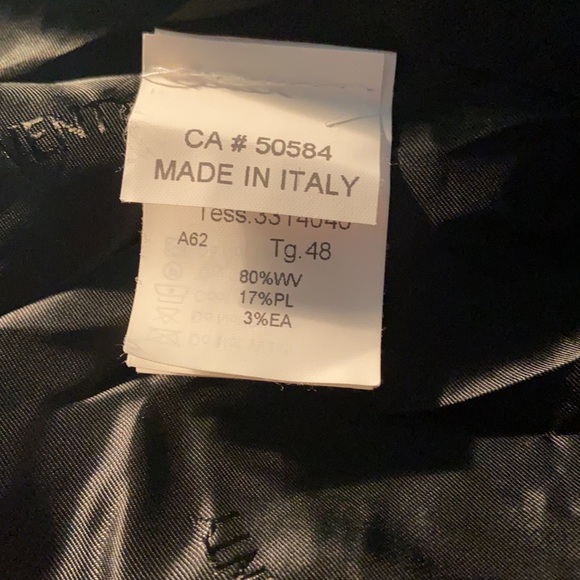 CA # 50584
MADE IN ITALY
Tess.3314040
A62 Tg.48
80%WV
17%PL
3%EA